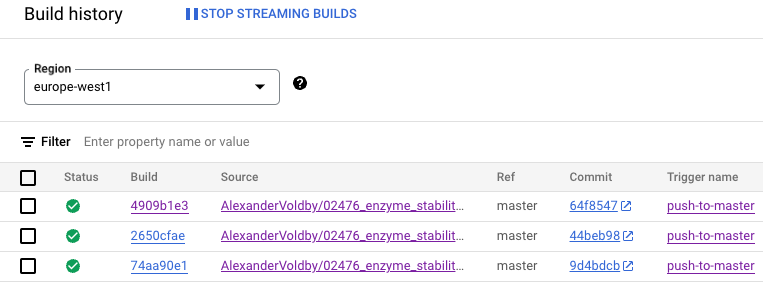 Build history STOP STREAMING BUILDS
Region
europe-west1
Filter Enter property name or value
Status Build Source Ref Commit Trigger name
4909b1e3 AlexanderVoldby/02476_enzyme_stabilit... master 64f8547 push-to-master
2650cfae AlexanderVoldby/02476_enzyme_stabilit... master 44beb98 push-to-master
74aa90e1 AlexanderVoldby/02476_enzyme_stabilit... master 9d4bdcb push-to-master